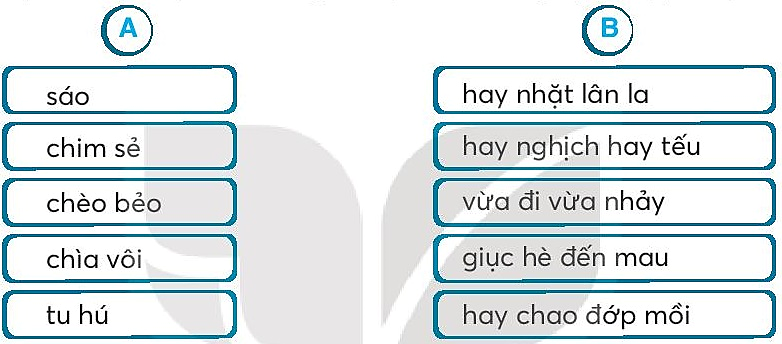 A
B
sáo
hay nhặt lân la
chim sẻ
hay nghịch hay tếu
chèo bẻo
vừa đi vừa nhảy
chìa vôi
giục hè đến mau
tu hú
hay chao đớp mồi